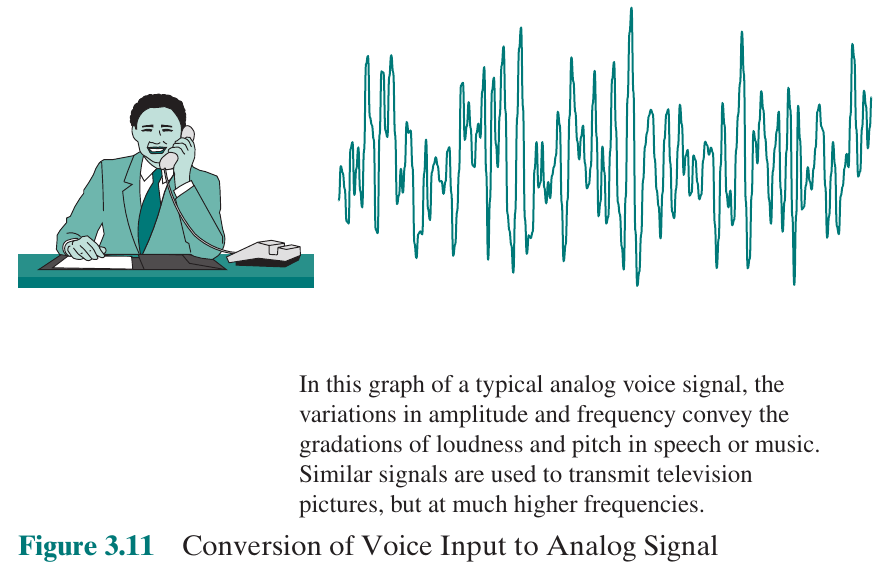 In this graph of a typical analog voice signal, the
variations in amplitude and frequency convey the
gradations of loudness and pitch in speech or music.
Similar signals are used to transmit television
pictures, but at much higher frequencies.
Figure 3.11 Conversion of Voice Input to Analog Signal